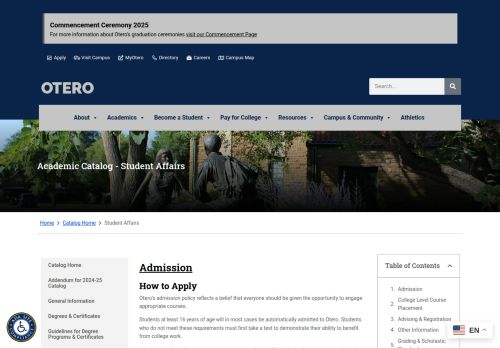 Commencement Ceremony 2025
For more information about Otero's graduation ceremonies visit our Commencement Page
Apply Visit Campus MyOtero Directory Careers Campus Map
OTERO
Search...
About Academics Become a Student Pay for College Resources Campus & Community Athletics
Academic Catalog - Student Affairs
Home Catalog Home Student Affairs
Catalog Home
Addendum for 2024-25
Catalog
General Information
Degrees & Certificates
Guidelines for Degree
Programs & Certificates
Admission
How to Apply
Otero's admission policy reflects a belief that everyone should be given the opportunity to engage
appropriate courses.
Students at least 16 years of age will in most cases be automatically admitted to Otero. Students
who do not meet these requirements must first take a test to demonstrate their ability to benefit
from college work.
Table of Contents
1. Admission
2. College Level Course
Placement
3. Advising & Registration
4. Other Information
5. Grading & Scholastic
EN